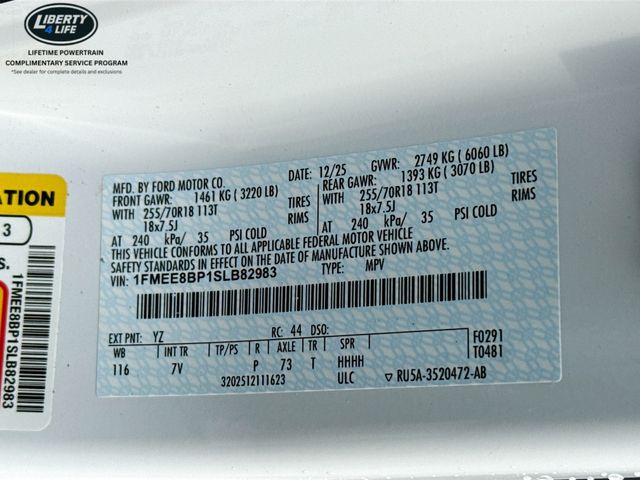 LIBERTY
4 LIFE
LIFETIME POWERTRAIN
COMPLIMENTARY SERVICE PROGRAM
*See dealer for complete details and exclusions
ATION
3
S.
1FMEE8BP1SLB82983
MFD. BY FORD MOTOR CO.
DATE: 12/25 GVWR: 2749 KG ( 6060 LB)
FRONT GAWR: 1461 KG ( 3220 LB) REAR GAWR: 1393 KG ( 3070 LB)
WITH 255/70R18 113T TIRES WITH 255/70R18 113T TIRES
18x7.5J RIMS 18x7.5J RIMS
AT 240 kPa/ 35 PSI COLD AT 240 kPa/ 35 PSI COLD
THIS VEHICLE CONFORMS TO ALL APPLICABLE FEDERAL MOTOR VEHICLE
SAFETY STANDARDS IN EFFECT ON THE DATE OF MANUFACTURE SHOWN ABOVE.
VIN: 1FMEE8BP1SLB82983 TYPE: MPV
EXT PNT: YZ RC: 44 DSO: F0291
WB INT TR TP/PS R AXLE TR SPR T0481
116 7V P 73 T HHHH
3202512111623 ULC ▽ RU5A-3520472-AB